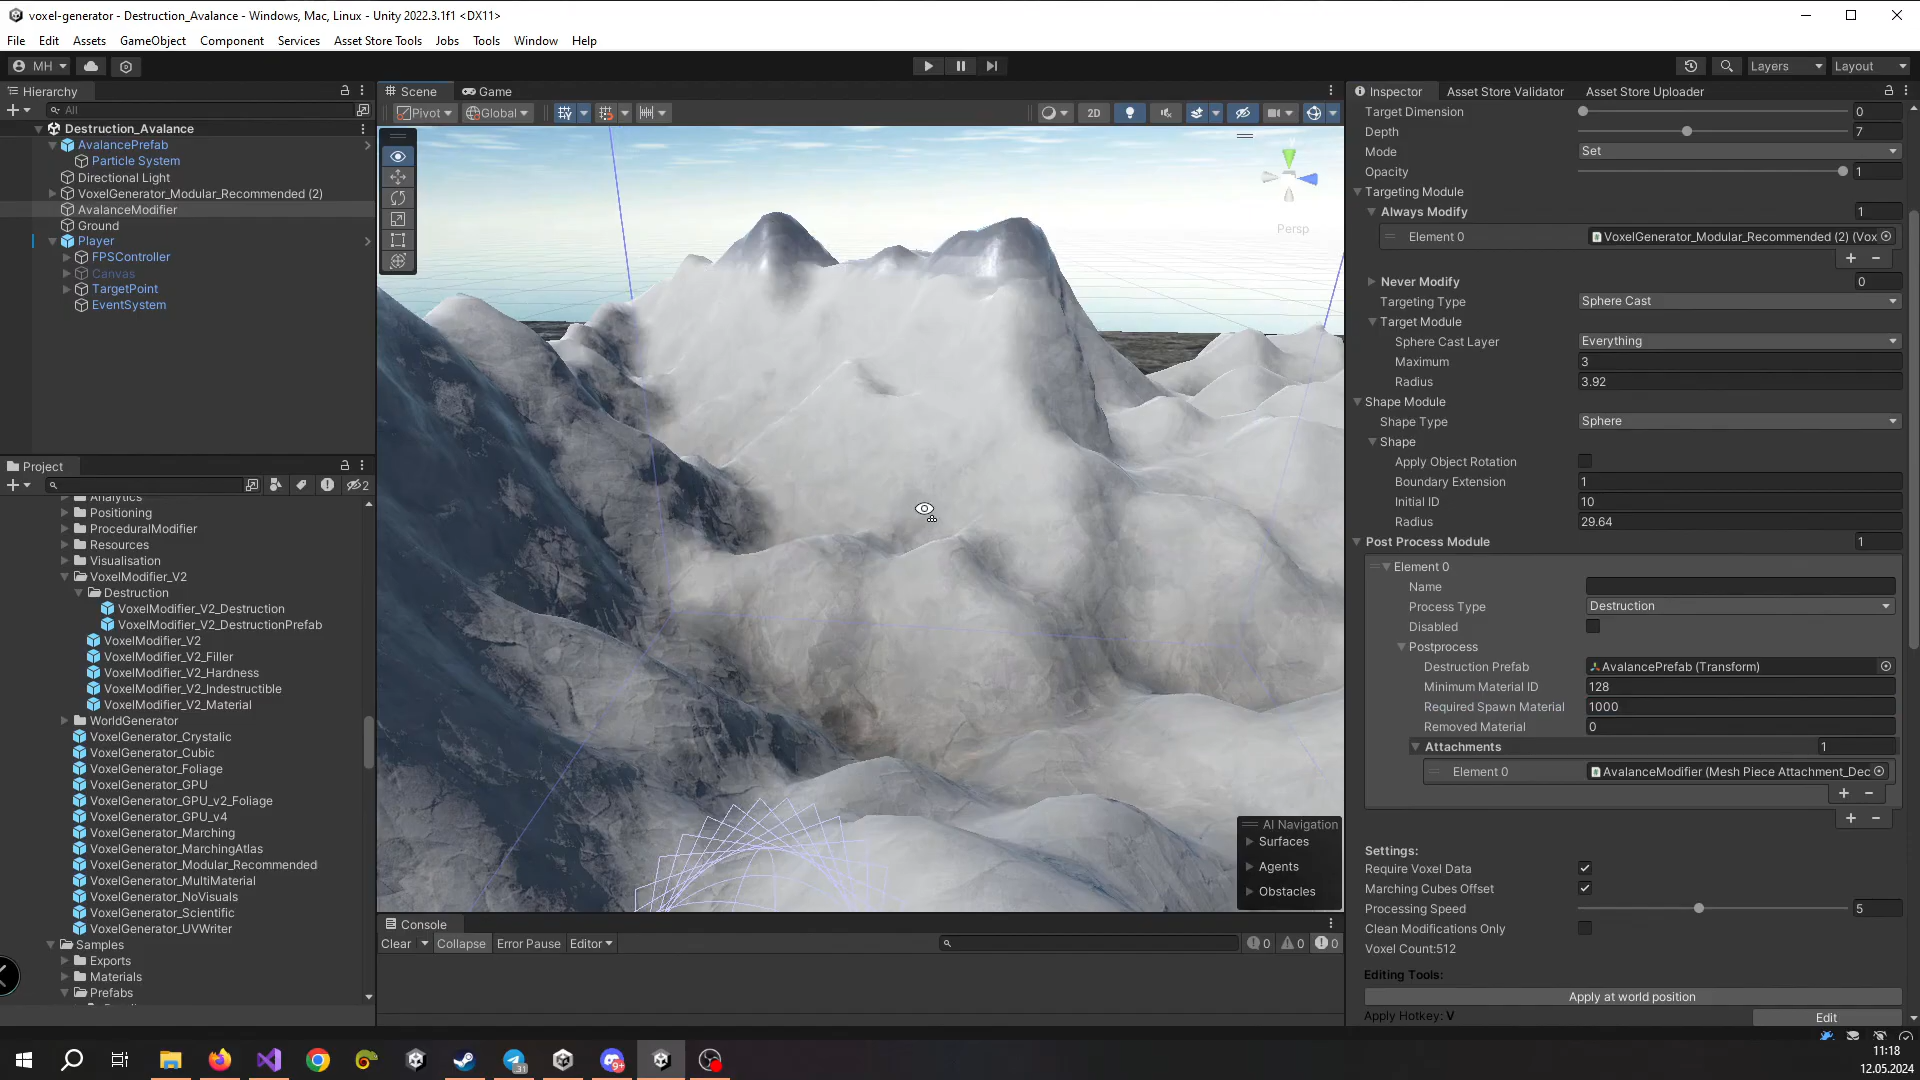 voxel-generator - Destruction_Avalance - Windows, Mac, Linux - Unity 2022.3.1f1 <DX11>
File Edit Assets GameObject Component Services Asset Store Tools Jobs Tools Window Help
MH
Layers
Layout
Hierarchy
All
Destruction_Avalance
AvalancePrefab
Particle System
Directional Light
VoxelGenerator_Modular_Recommended (2)
AvalanceModifier
Ground
Player
FPSController
Canvas
TargetPoint
EventSystem
Project
2
Analytics
Positioning
ProceduralModifier
Resources
Visualisation
VoxelModifier_V2
Destruction
VoxelModifier_V2_Destruction
VoxelModifier_V2_DestructionPrefab
VoxelModifier_V2
VoxelModifier_V2_Filler
VoxelModifier_V2_Hardness
VoxelModifier_V2_Indestructible
VoxelModifier_V2_Material
WorldGenerator
VoxelGenerator_Crystalic
VoxelGenerator_Cubic
VoxelGenerator_Foliage
VoxelGenerator_GPU
VoxelGenerator_GPU_v2_Foliage
VoxelGenerator_GPU_v4
VoxelGenerator_Marching
VoxelGenerator_MarchingAtlas
VoxelGenerator_Modular_Recommended
VoxelGenerator_MultiMaterial
VoxelGenerator_NoVisuals
VoxelGenerator_Scientific
VoxelGenerator_UVWriter
Samples
Exports
Materials
Prefabs
Scene
Game
Pivot
Global
2D
Persp
AI Navigation
Surfaces
Agents
Obstacles
Console
Clear
Collapse
Error Pause
Editor
0
0
0
Inspector
Asset Store Validator
Asset Store Uploader
Target Dimension 0
Depth 7
Mode Set
Opacity 1
Targeting Module
Always Modify 1
Element 0 VoxelGenerator_Modular_Recommended (2) (Vox
Never Modify 0
Targeting Type Sphere Cast
Target Module
Sphere Cast Layer Everything
Maximum 3
Radius 3.92
Shape Module
Shape Type Sphere
Shape
Apply Object Rotation
Boundary Extension 1
Initial ID 10
Radius 29.64
Post Process Module 1
Element 0
Name
Process Type Destruction
Disabled
Postprocess
Destruction Prefab AvalancePrefab (Transform)
Minimum Material ID 128
Required Spawn Material 1000
Removed Material 0
Attachments 1
Element 0 AvalanceModifier (Mesh Piece Attachment_Dec
Settings:
Require Voxel Data
Marching Cubes Offset
Processing Speed 5
Clean Modifications Only
Voxel Count:512
Editing Tools:
Apply at world position
Apply Hotkey: V
Edit
31
9+
11:18
12.05.2024